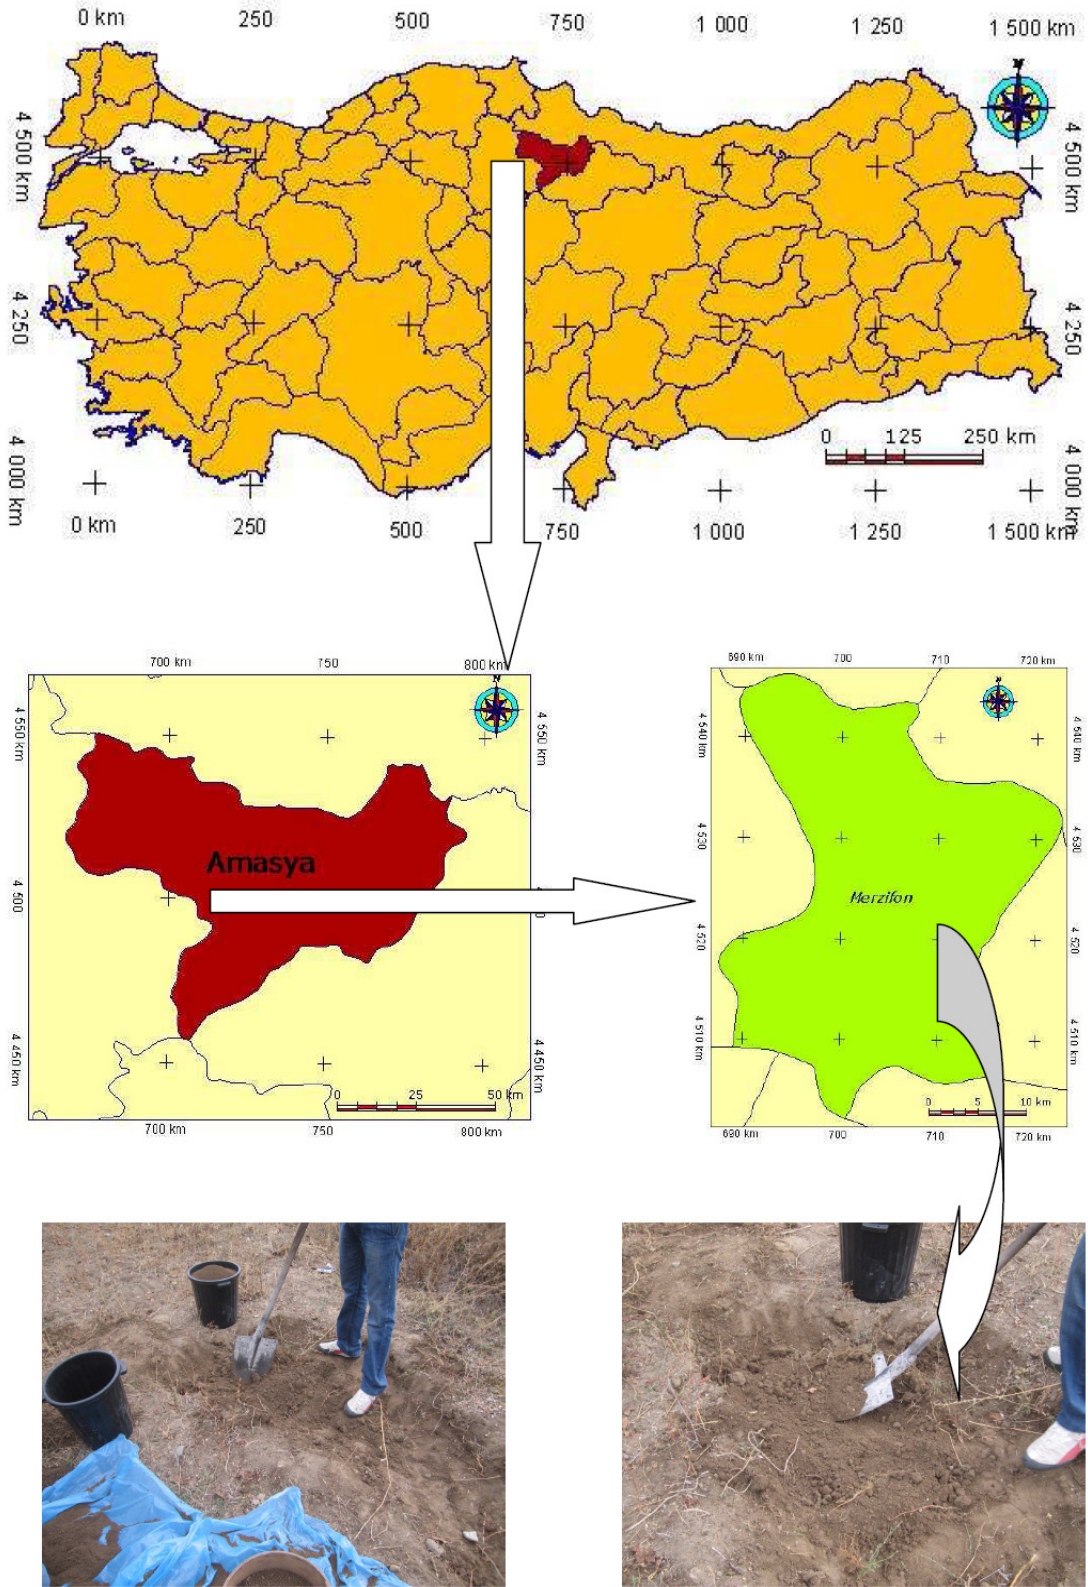 0 km 250 500 750 1 000 1 250 1 500 km
N
4 500 km
4 500 km
4 250
4 250
0 125 250 km
4 000 km
4 000 km
0 km 250 500 750 1 000 1 250 1 500 km
700 km 750 800 km
N
4 550 km
4 550 km
Amasya
4 500
4 450 km
4 450 km
0 25 50 km
700 km 750 800 km
690 km 700 710 720 km
N
4 540 km
4 540 km
4 530
4 530
Merzifon
4 520
4 520
4 510 km
4 510 km
0 5 10 km
690 km 700 710 720 km